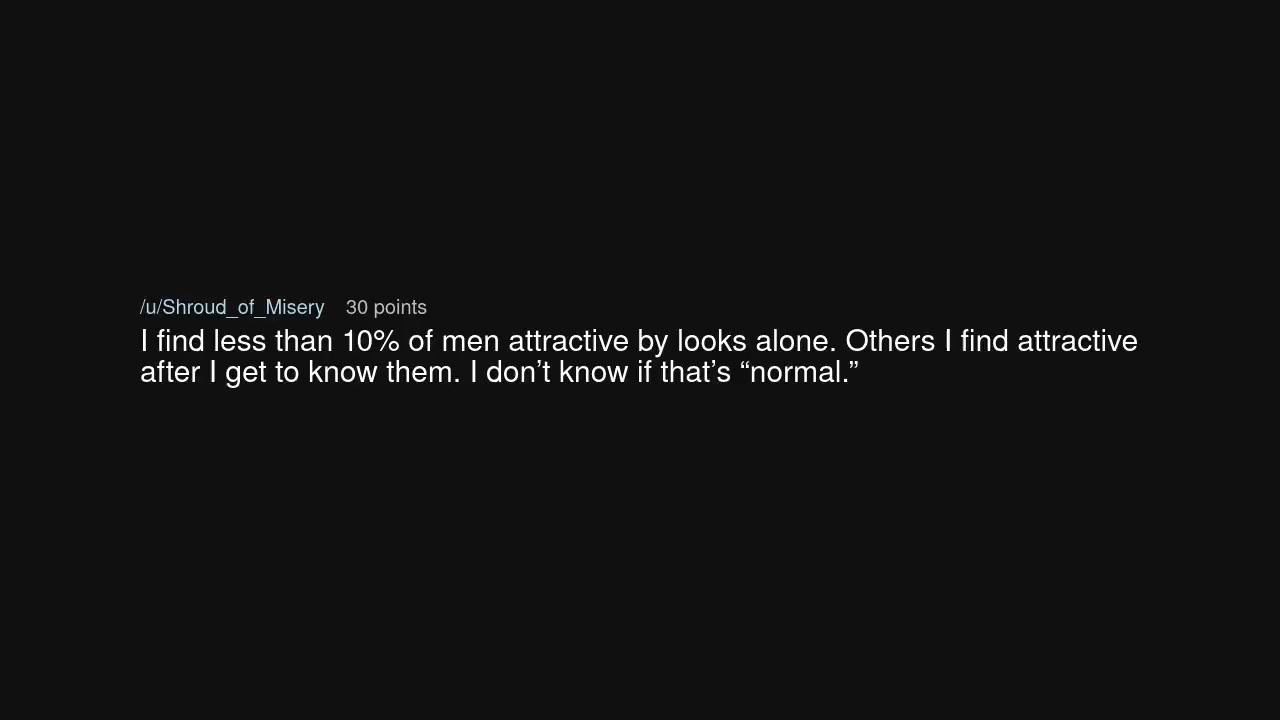 /u/Shroud_of_Misery 30 points
I find less than 10% of men attractive by looks alone. Others I find attractive
after I get to know them. I don’t know if that’s “normal.”